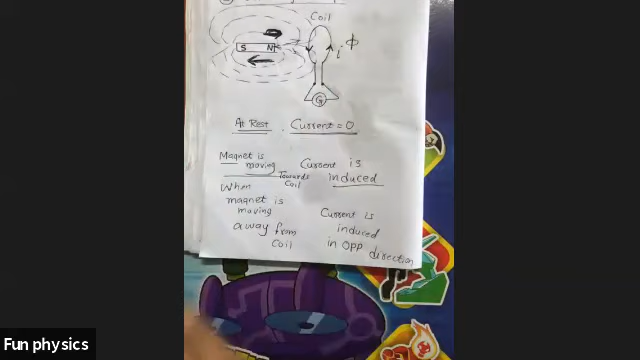 Coil
S N
i ϕ
G
At Rest Current = 0
Magnet is moving Towards Coil Current is induced
When magnet is moving away from coil Current is induced in opp direction
Fun physics